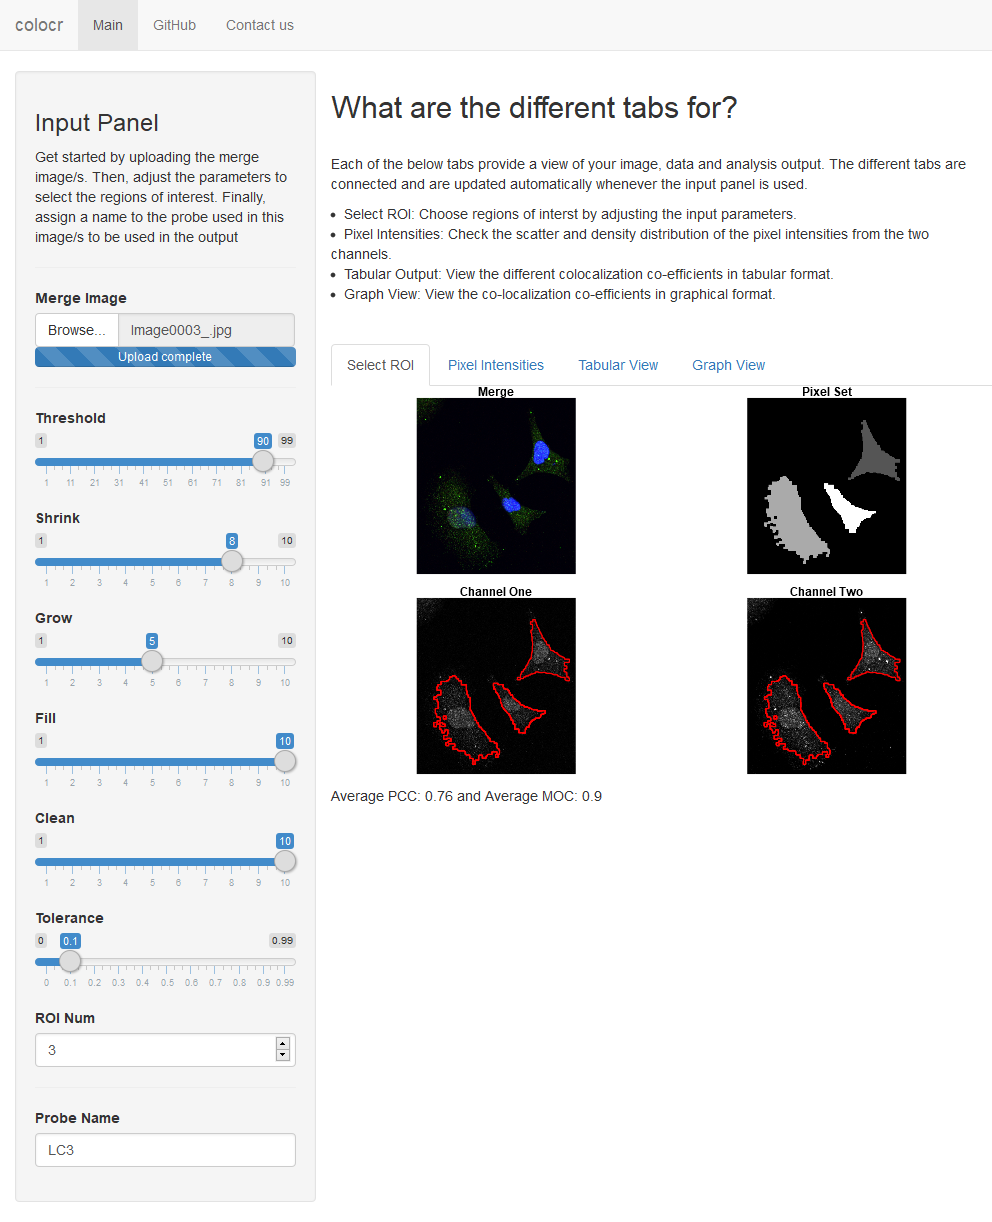 colocr Main GitHub Contact us
Input Panel
Get started by uploading the merge
image/s. Then, adjust the parameters to
select the regions of interest. Finally,
assign a name to the probe used in this
image/s to be used in the output
Merge Image
Browse... Image0003_.jpg
Upload complete
Threshold
1 90 99
1 11 21 31 41 51 61 71 81 91 99
Shrink
1 8 10
1 2 3 4 5 6 7 8 9 10
Grow
1 5 10
1 2 3 4 5 6 7 8 9 10
Fill
1 10
1 2 3 4 5 6 7 8 9 10
Clean
1 10
1 2 3 4 5 6 7 8 9 10
Tolerance
0 0.1 0.99
0 0.1 0.2 0.3 0.4 0.5 0.6 0.7 0.8 0.9 0.99
ROI Num
3
Probe Name
LC3
What are the different tabs for?
Each of the below tabs provide a view of your image, data and analysis output. The different tabs are
connected and are updated automatically whenever the input panel is used.
• Select ROI: Choose regions of interst by adjusting the input parameters.
• Pixel Intensities: Check the scatter and density distribution of the pixel intensities from the two
channels.
• Tabular Output: View the different colocalization co-efficients in tabular format.
• Graph View: View the co-localization co-efficients in graphical format.
Select ROI Pixel Intensities Tabular View Graph View
Merge Pixel Set
Channel One Channel Two
Average PCC: 0.76 and Average MOC: 0.9